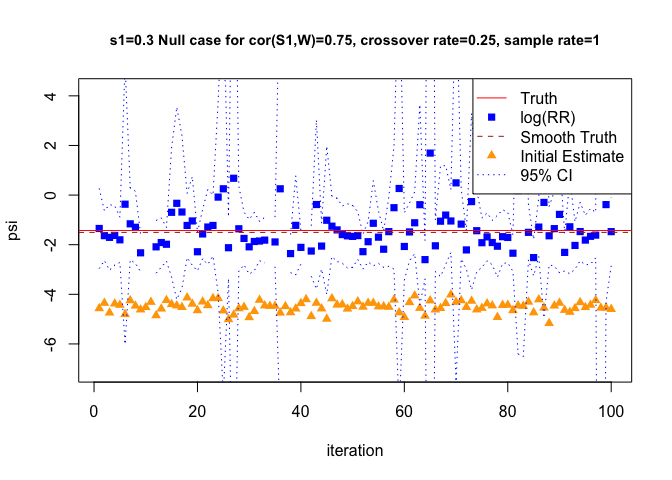 s1=0.3 Null case for cor(S1,W)=0.75, crossover rate=0.25, sample rate=1
Truth
log(RR)
Smooth Truth
Initial Estimate
95% CI
psi
4
2
0
-2
-4
-6
0 20 40 60 80 100
iteration